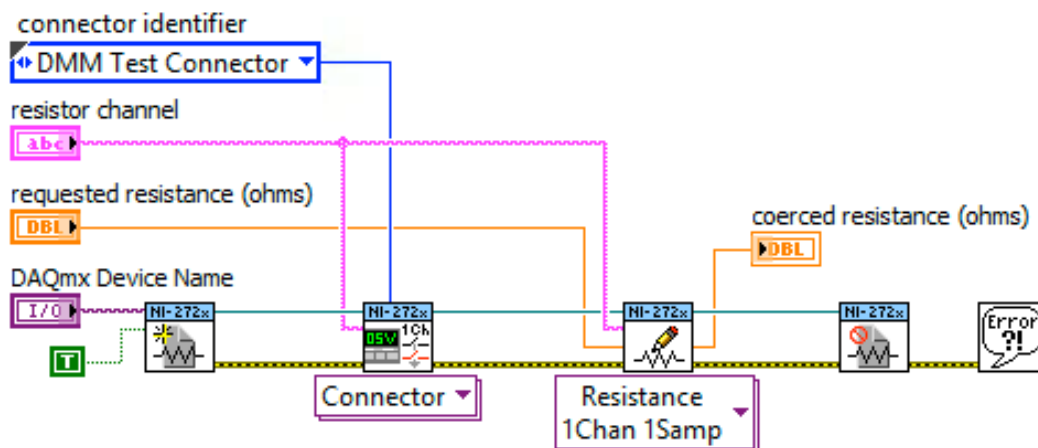 connector identifier
DMM Test Connector
resistor channel
abc
requested resistance (ohms)
DBL
coerced resistance (ohms)
DBL
DAQmx Device Name
I/O
NI-272x
NI-272x
NI-272x
NI-272x
T
05V
1Ch
Error
?!
Connector
Resistance
1Chan 1Samp